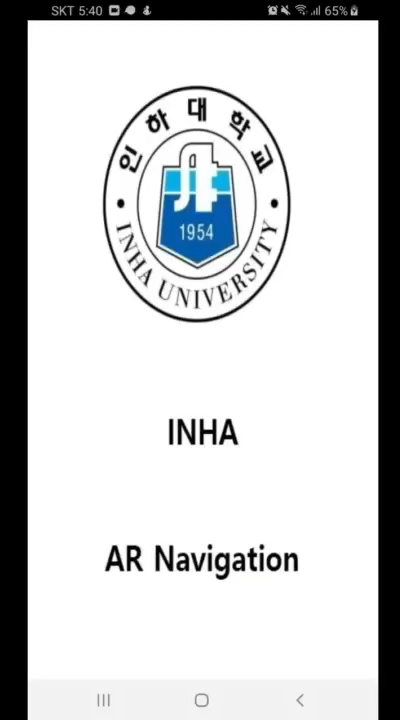 SKT 5:40 65%
인하대학교
1954
INHA UNIVERSITY
INHA
AR Navigation